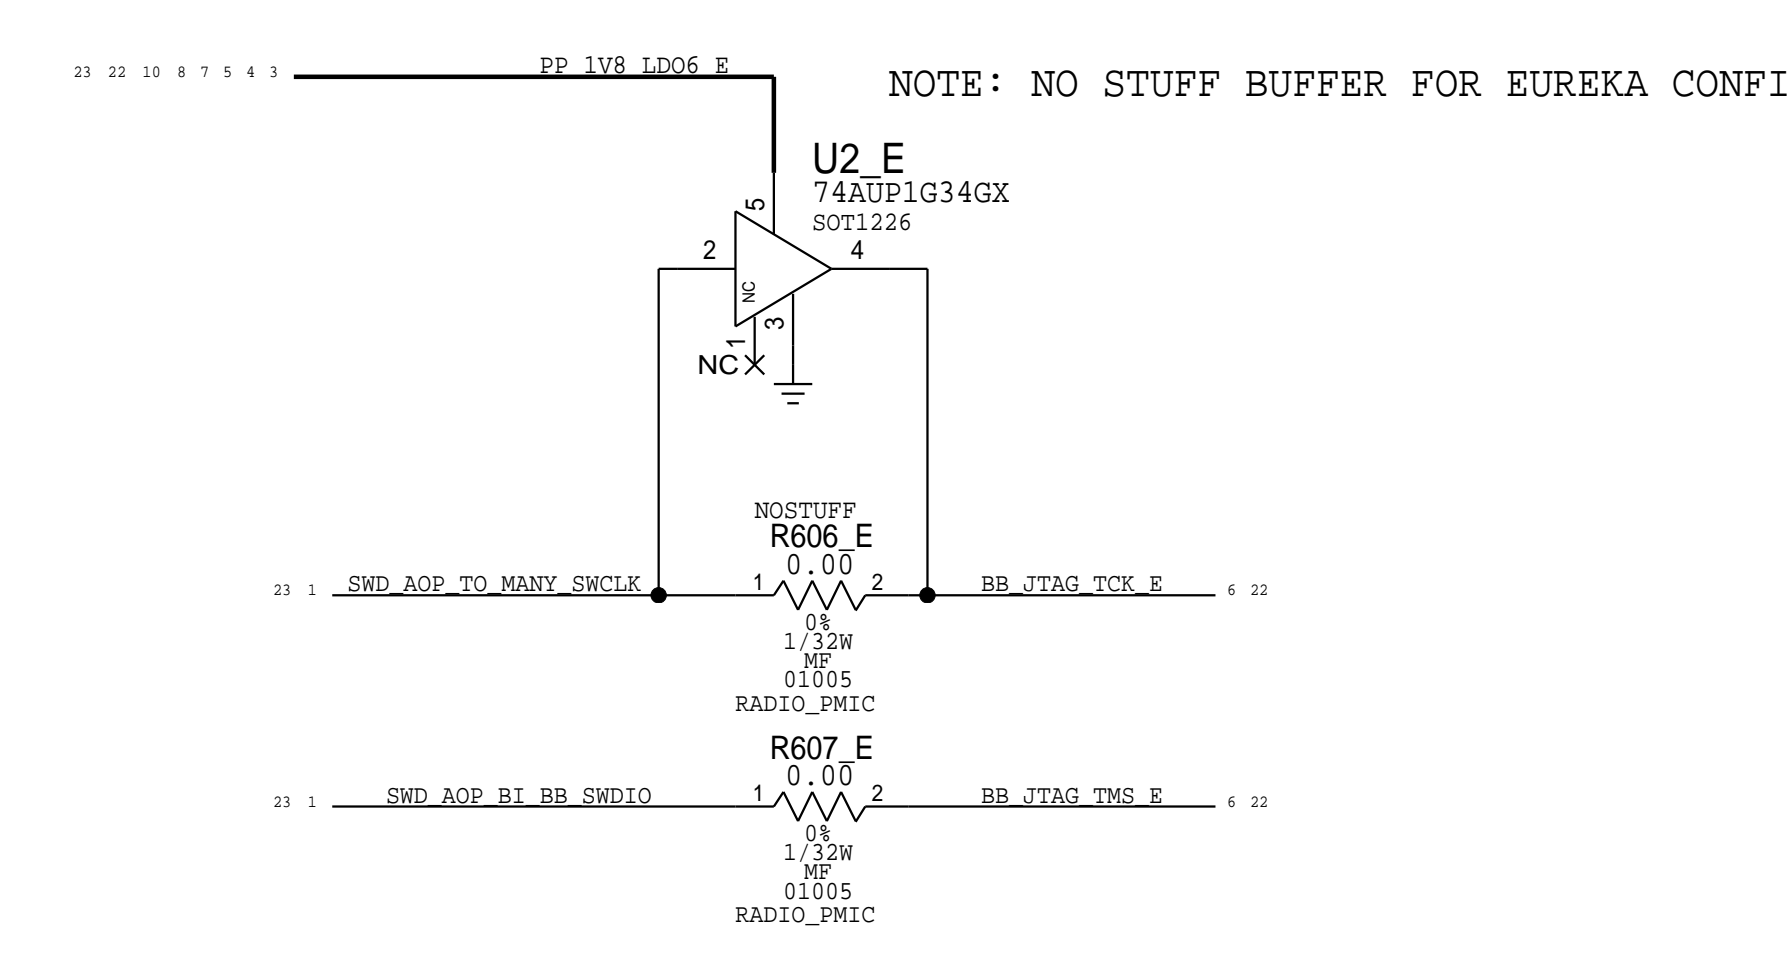 23 22 10 8 7 5 4 3 PP_1V8_LDO6_E
NOTE: NO STUFF BUFFER FOR EUREKA CONFI
U2_E
74AUP1G34GX
SOT1226
5
2
4
NC
3
1
NC
NOSTUFF
R606_E
0.00
23 1 SWD_AOP_TO_MANY_SWCLK 1 2 BB_JTAG_TCK_E 6 22
0%
1/32W
MF
01005
RADIO_PMIC
R607_E
0.00
23 1 SWD_AOP_BI_BB_SWDIO 1 2 BB_JTAG_TMS_E 6 22
0%
1/32W
MF
01005
RADIO_PMIC